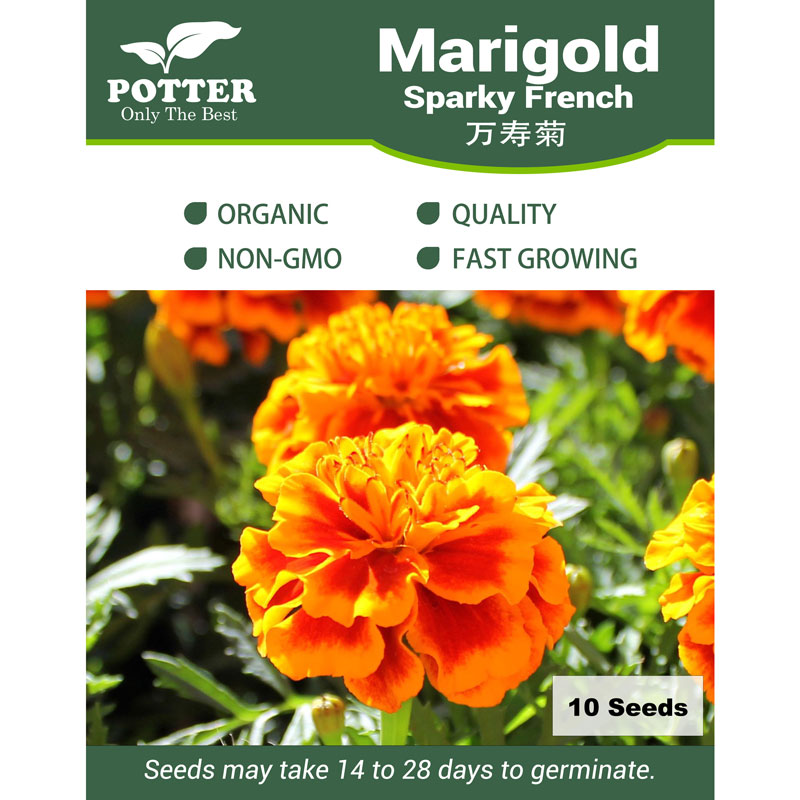 POTTER
Only The Best
Marigold
Sparky French
万寿菊
ORGANIC
QUALITY
NON-GMO
FAST GROWING
10 Seeds
Seeds may take 14 to 28 days to germinate.